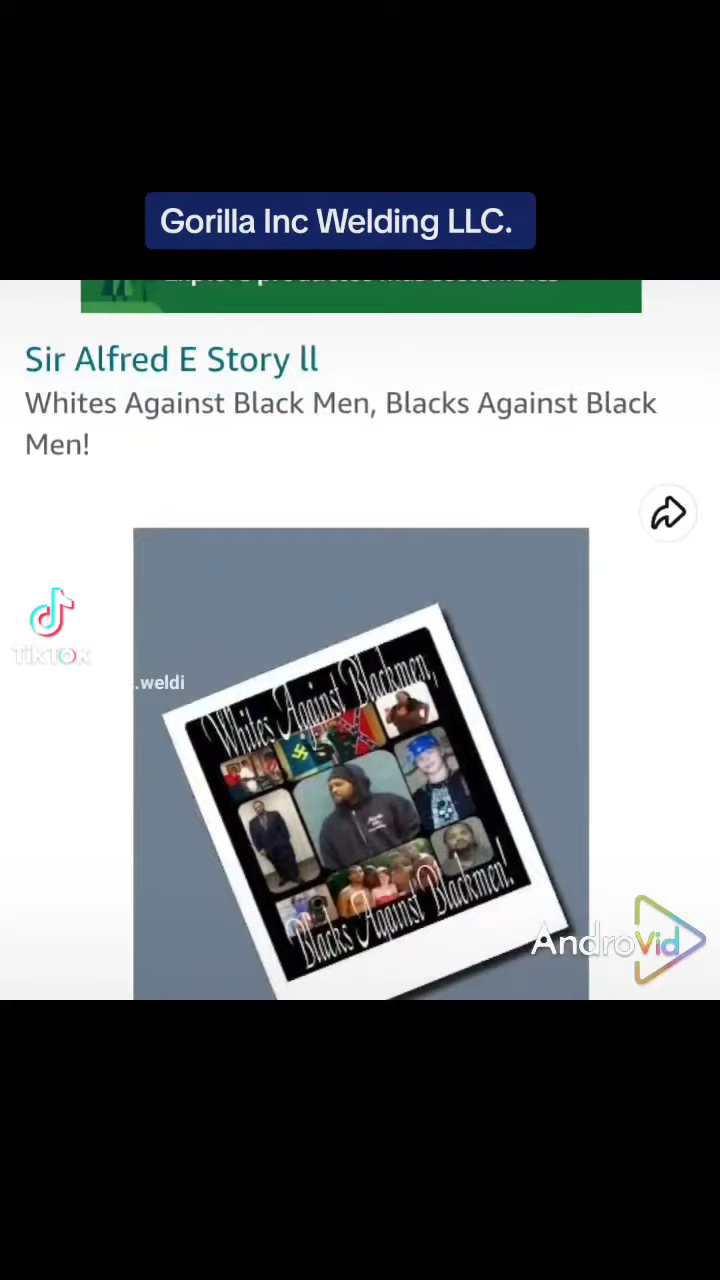 Gorilla Inc Welding LLC.
Sir Alfred E Story ll
Whites Against Black Men, Blacks Against Black
Men!
TikTok
.weldi
Whites Against Blackmen,
Blacks Against Blackmen!
AndroVid